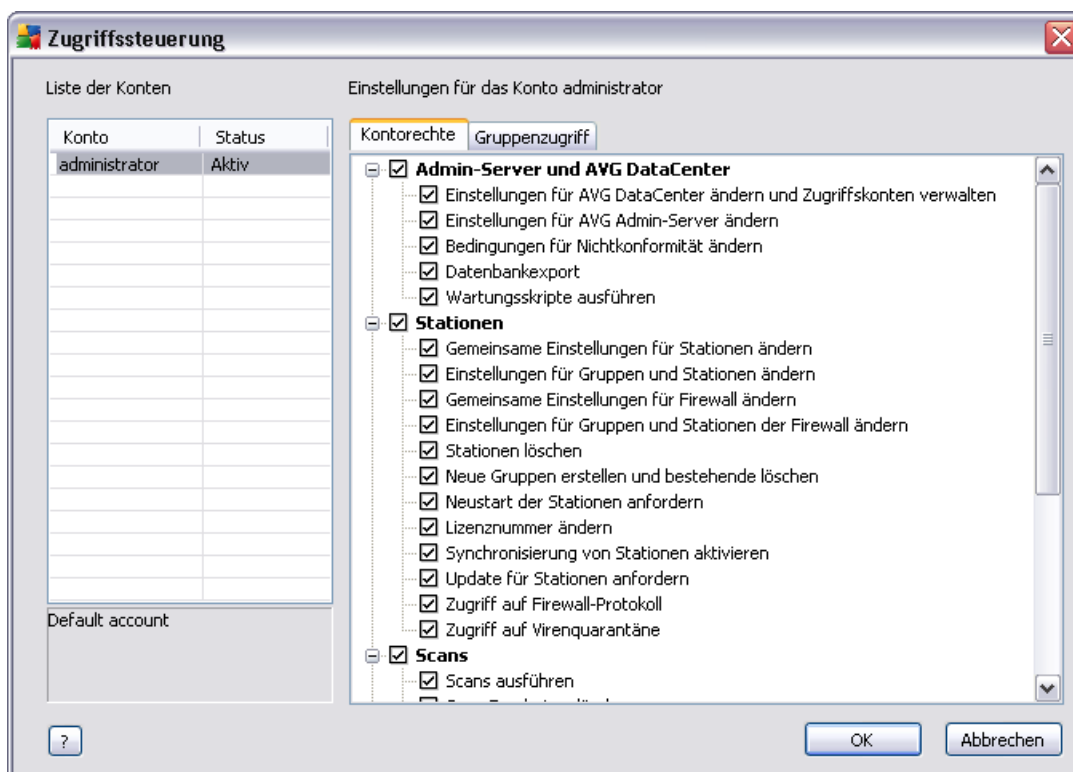 Zugriffssteuerung
Liste der Konten
Einstellungen für das Konto administrator
Konto Status
administrator Aktiv
Default account
Kontorechte Gruppenzugriff
Admin-Server und AVG DataCenter
Einstellungen für AVG DataCenter ändern und Zugriffskonten verwalten
Einstellungen für AVG Admin-Server ändern
Bedingungen für Nichtkonformität ändern
Datenbankexport
Wartungsskripte ausführen
Stationen
Gemeinsame Einstellungen für Stationen ändern
Einstellungen für Gruppen und Stationen ändern
Gemeinsame Einstellungen für Firewall ändern
Einstellungen für Gruppen und Stationen der Firewall ändern
Stationen löschen
Neue Gruppen erstellen und bestehende löschen
Neustart der Stationen anfordern
Lizenznummer ändern
Synchronisierung von Stationen aktivieren
Update für Stationen anfordern
Zugriff auf Firewall-Protokoll
Zugriff auf Virenquarantäne
Scans
Scans ausführen
?
OK
Abbrechen